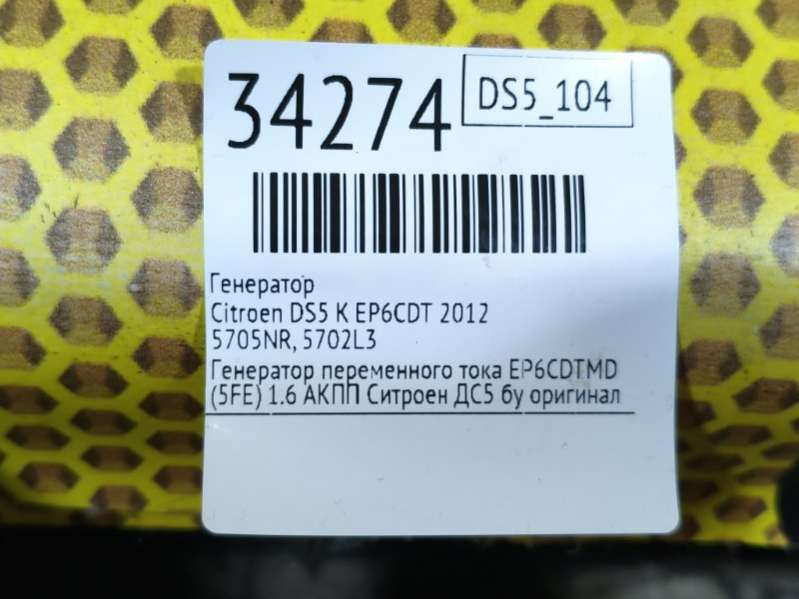 34274
DS5_104
Генератор
Citroen DS5 K EP6CDT 2012
5705NR, 5702L3
Генератор переменного тока EP6CDTMD
(5FE) 1.6 АКПП Ситроен ДС5 бу оригинал